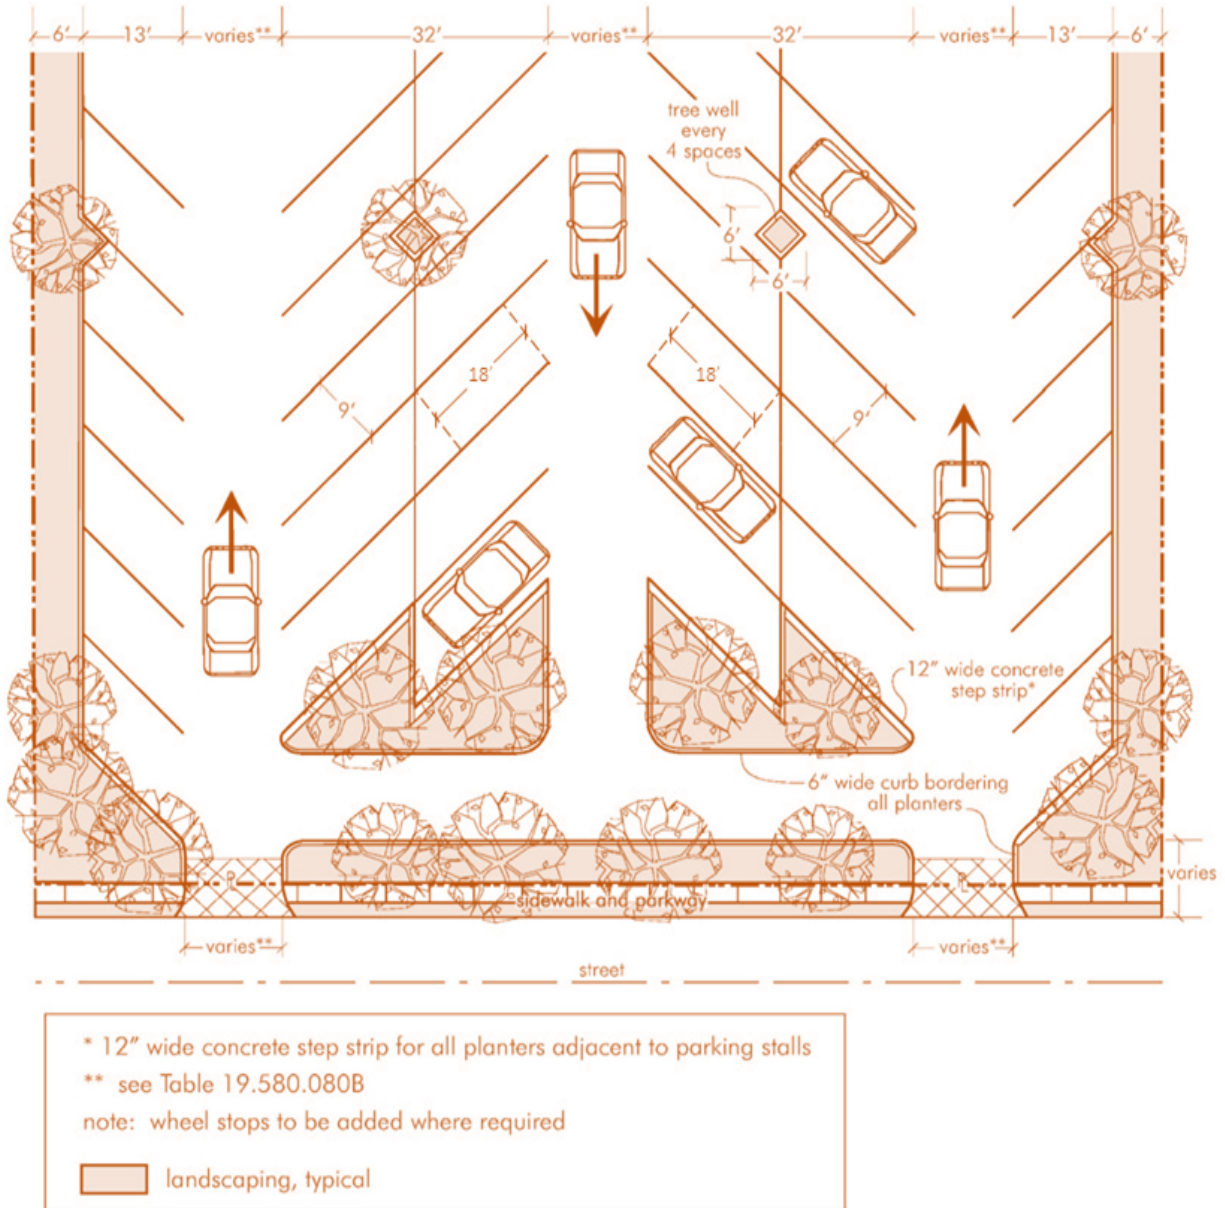 6' 13' varies** 32' varies** 32' varies** 13' 6'
tree well
every
4 spaces
6'
6'
18' 18'
9' 9'
12" wide concrete
step strip*
6" wide curb bordering
all planters
varies
PL PL
sidewalk and parkway
varies** varies**
street
* 12" wide concrete step strip for all planters adjacent to parking stalls
** see Table 19.580.080B
note: wheel stops to be added where required
landscaping, typical